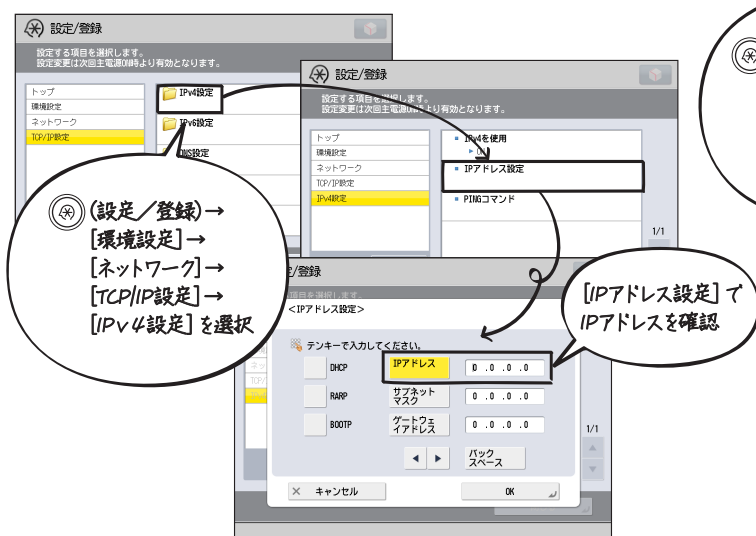 設定/登録
設定する項目を選択します。
設定変更は次回主電源ON時より有効となります。
トップ
環境設定
ネットワーク
TCP/IP設定
IPv4設定
IPv6設定
DNS設定
設定/登録
設定する項目を選択します。
設定変更は次回主電源ON時より有効となります。
トップ
環境設定
ネットワーク
TCP/IP設定
IPv4設定
IPv4を使用
IPアドレス設定
PINGコマンド
1/1
(設定/登録)→
[環境設定]→
[ネットワーク]→
[TCP/IP設定]→
[IPv4設定]を選択
/登録
項目を選択します。
<IPアドレス設定>
テンキーで入力してください。
DHCP
IPアドレス
0 .0 .0 .0
RARP
サブネット
マスク
0 .0 .0 .0
BOOTP
ゲートウェ
イアドレス
0 .0 .0 .0
バック
スペース
キャンセル
OK
1/1
[IPアドレス設定]で
IPアドレスを確認